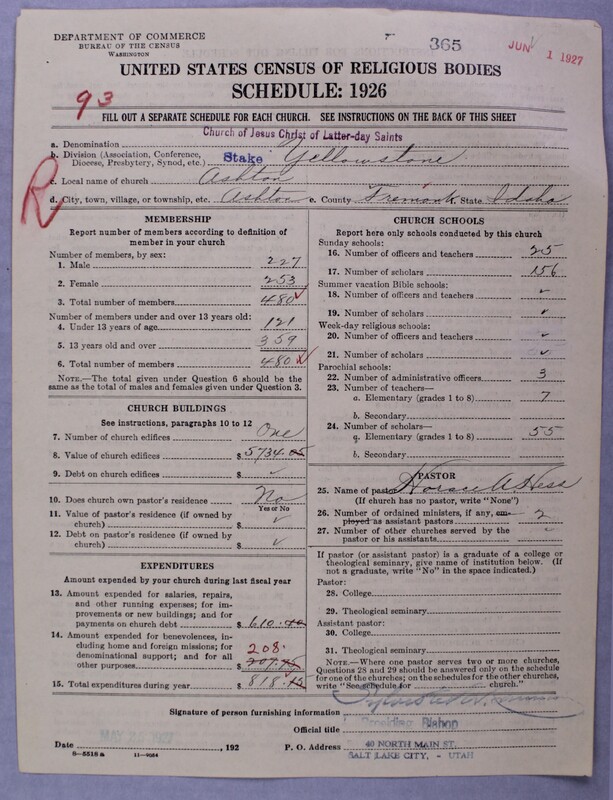 DEPARTMENT OF COMMERCE
BUREAU OF THE CENSUS
WASHINGTON
365
JUN 1 1927
UNITED STATES CENSUS OF RELIGIOUS BODIES
SCHEDULE: 1926
93
FILL OUT A SEPARATE SCHEDULE FOR EACH CHURCH. SEE INSTRUCTIONS ON THE BACK OF THIS SHEET
R
a. Denomination Church of Jesus Christ of Latter-day Saints
b. Division (Association, Conference,
Diocese, Presbytery, Synod, etc.) Stake Yellowstone
c. Local name of church Ashton
d. City, town, village, or township, etc. Ashton e. County Fremont State Idaho
MEMBERSHIP
Report number of members according to definition of
member in your church
Number of members, by sex:
1. Male 227
2. Female 253
3. Total number of members 480
Number of members under and over 13 years old:
4. Under 13 years of age 121
5. 13 years old and over 359
6. Total number of members 480
NOTE.—The total given under Question 6 should be
the same as the total of males and females given under Question 3.
CHURCH BUILDINGS
See instructions, paragraphs 10 to 12
7. Number of church edifices One
8. Value of church edifices $ 5734.05
9. Debt on church edifices $ ✓
10. Does church own pastor's residence No
Yes or No
11. Value of pastor's residence (if owned by
church) $ ✓
12. Debt on pastor's residence (if owned by
church) $ ✓
EXPENDITURES
Amount expended by your church during last fiscal year
13. Amount expended for salaries, repairs,
and other running expenses; for im-
provements or new buildings; and for
payments on church debt $ 610.
14. Amount expended for benevolences,
including home and foreign missions; for
denominational support; and for all
other purposes 208.
15. Total expenditures during year $ 818.
CHURCH SCHOOLS
Report here only schools conducted by this church
Sunday schools:
16. Number of officers and teachers 25
17. Number of scholars 156
Summer vacation Bible schools:
18. Number of officers and teachers ✓
19. Number of scholars ✓
Week-day religious schools:
20. Number of officers and teachers ✓
21. Number of scholars ✓
Parochial schools:
22. Number of administrative officers 3
23. Number of teachers—
a. Elementary (grades 1 to 8) 7
b. Secondary
24. Number of scholars—
a. Elementary (grades 1 to 8) 55
b. Secondary
PASTOR
25. Name of pastor Horace A. Hess
(If church has no pastor, write "None")
26. Number of ordained ministers, if any, em-
ployed as assistant pastors 2
27. Number of other churches served by the
pastor or his assistants
If pastor (or assistant pastor) is a graduate of a college or
theological seminary, give name of institution below. (If
not a graduate, write "No" in the space indicated.)
Pastor:
28. College
29. Theological seminary
Assistant pastor:
30. College
31. Theological seminary
NOTE.—Where one pastor serves two or more churches,
Questions 28 and 29 should be answered only on the schedule
for one of the churches; on the schedules for the other churches,
write "See schedule for church."
Signature of person furnishing information
Official title Presiding Bishop
Date MAY 1927, 192 P. O. Address 40 NORTH MAIN ST.
SALT LAKE CITY, - UTAH
8—5518 a 11—9084